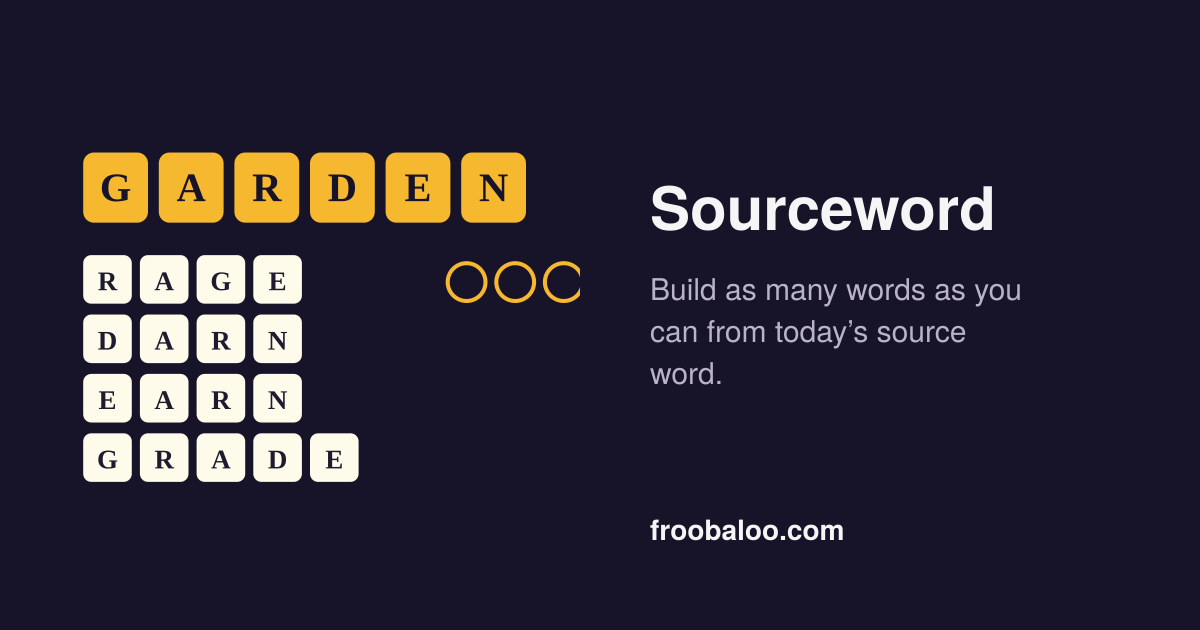 GARDEN
RAGE
DARN
EARN
GRADE
Sourceword
Build as many words as you
can from today’s source
word.
froobaloo.com